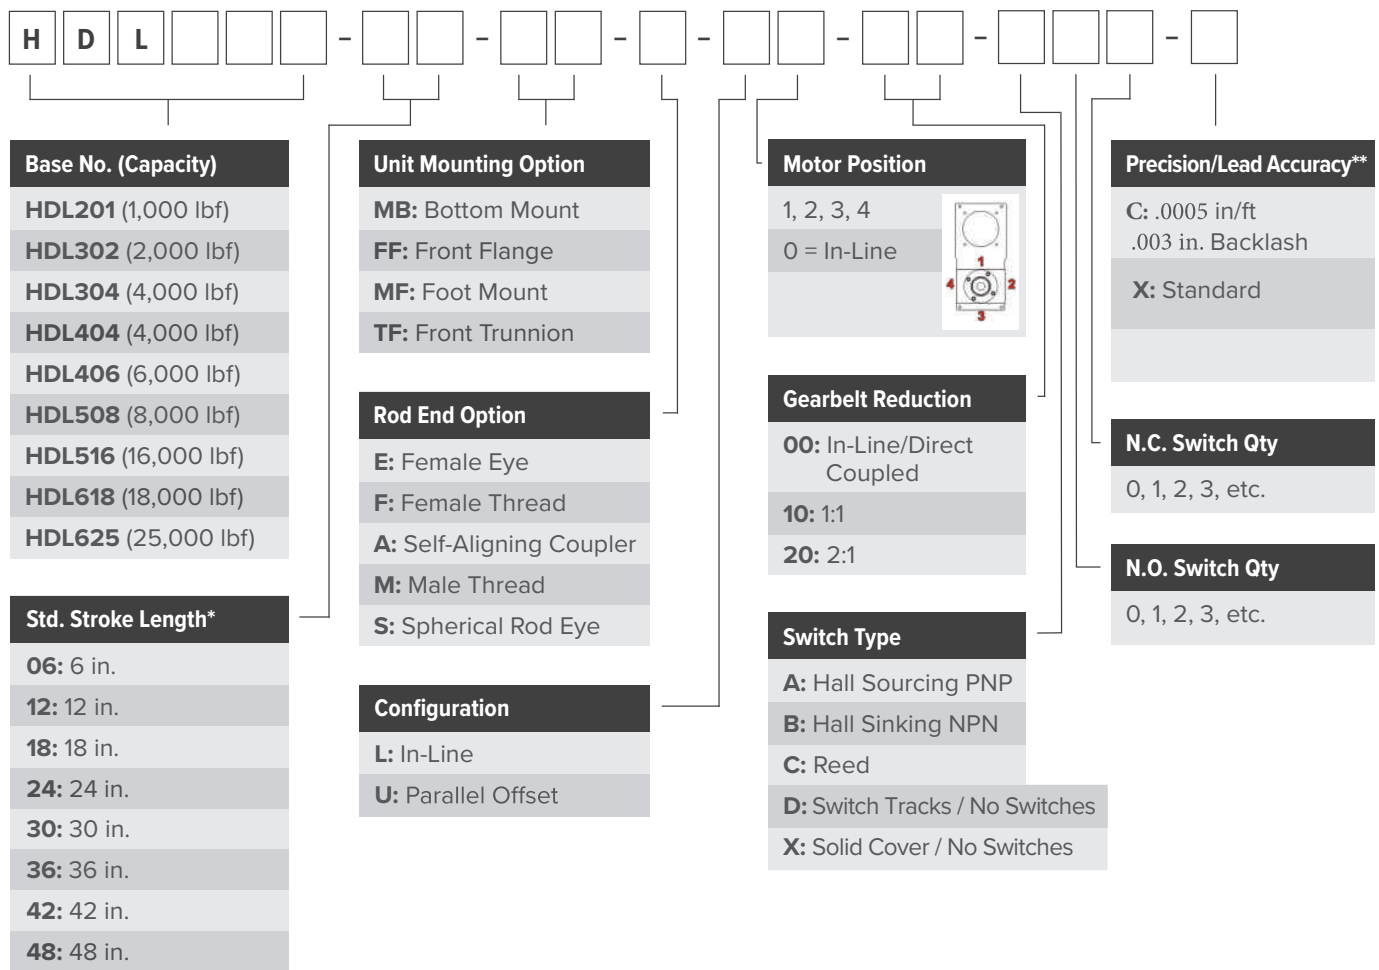 H D L - - - - - - -
Base No. (Capacity)
HDL201 (1,000 lbf)
HDL302 (2,000 lbf)
HDL304 (4,000 lbf)
HDL404 (4,000 lbf)
HDL406 (6,000 lbf)
HDL508 (8,000 lbf)
HDL516 (16,000 lbf)
HDL618 (18,000 lbf)
HDL625 (25,000 lbf)
Std. Stroke Length*
06: 6 in.
12: 12 in.
18: 18 in.
24: 24 in.
30: 30 in.
36: 36 in.
42: 42 in.
48: 48 in.
Unit Mounting Option
MB: Bottom Mount
FF: Front Flange
MF: Foot Mount
TF: Front Trunnion
Rod End Option
E: Female Eye
F: Female Thread
A: Self-Aligning Coupler
M: Male Thread
S: Spherical Rod Eye
Configuration
L: In-Line
U: Parallel Offset
Motor Position
1, 2, 3, 4
0 = In-Line
1
4 2
3
Gearbelt Reduction
00: In-Line/Direct
Coupled
10: 1:1
20: 2:1
Switch Type
A: Hall Sourcing PNP
B: Hall Sinking NPN
C: Reed
D: Switch Tracks / No Switches
X: Solid Cover / No Switches
Precision/Lead Accuracy**
C: .0005 in/ft
.003 in. Backlash
X: Standard
N.C. Switch Qty
0, 1, 2, 3, etc.
N.O. Switch Qty
0, 1, 2, 3, etc.